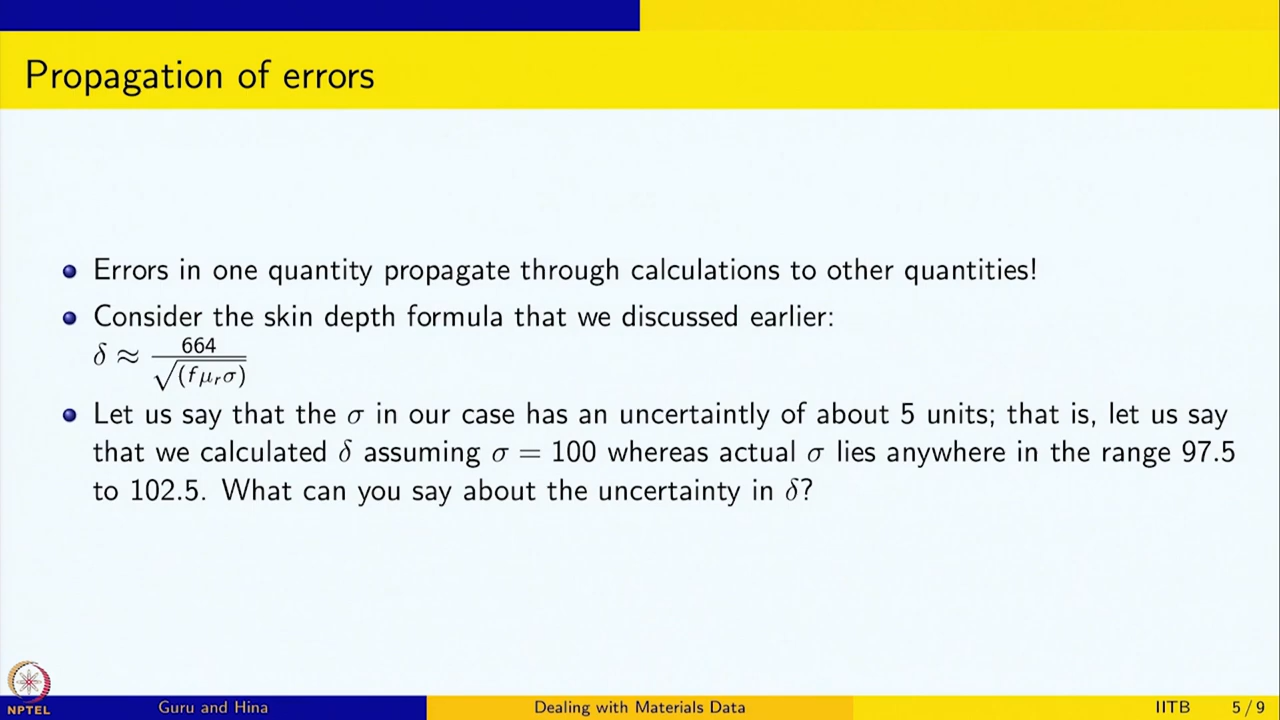 Propagation of errors
Errors in one quantity propagate through calculations to other quantities!
Consider the skin depth formula that we discussed earlier:
δ ≈ 664 / √(fμᵣσ)
Let us say that the σ in our case has an uncertaintly of about 5 units; that is, let us say
that we calculated δ assuming σ = 100 whereas actual σ lies anywhere in the range 97.5
to 102.5. What can you say about the uncertainty in δ?
NPTEL
Guru and Hina Dealing with Materials Data IITB 5 / 9